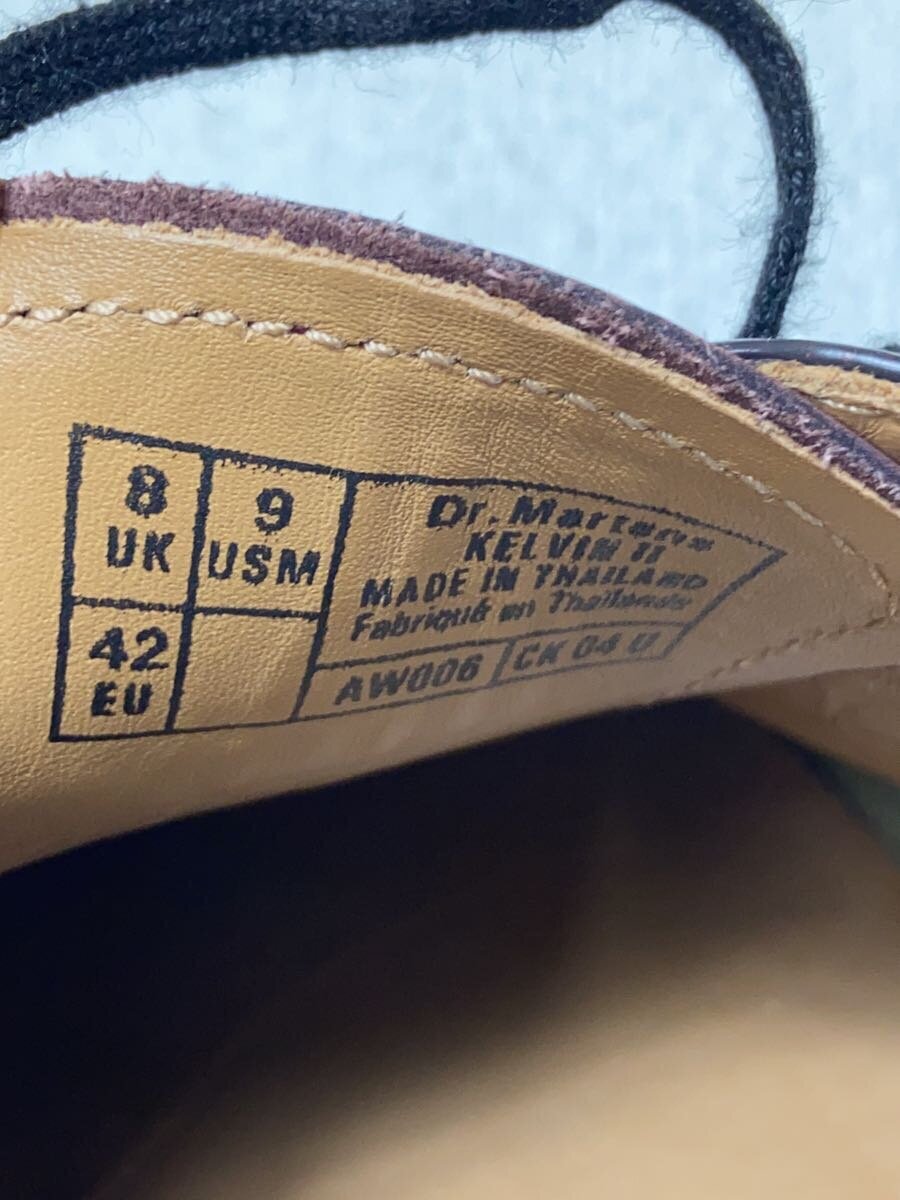 8
UK
9
USM
42
EU
Dr. Martens
KELVIN II
MADE IN THAILAND
Fabriqué en Thaïlande
AW006
CK 04 U